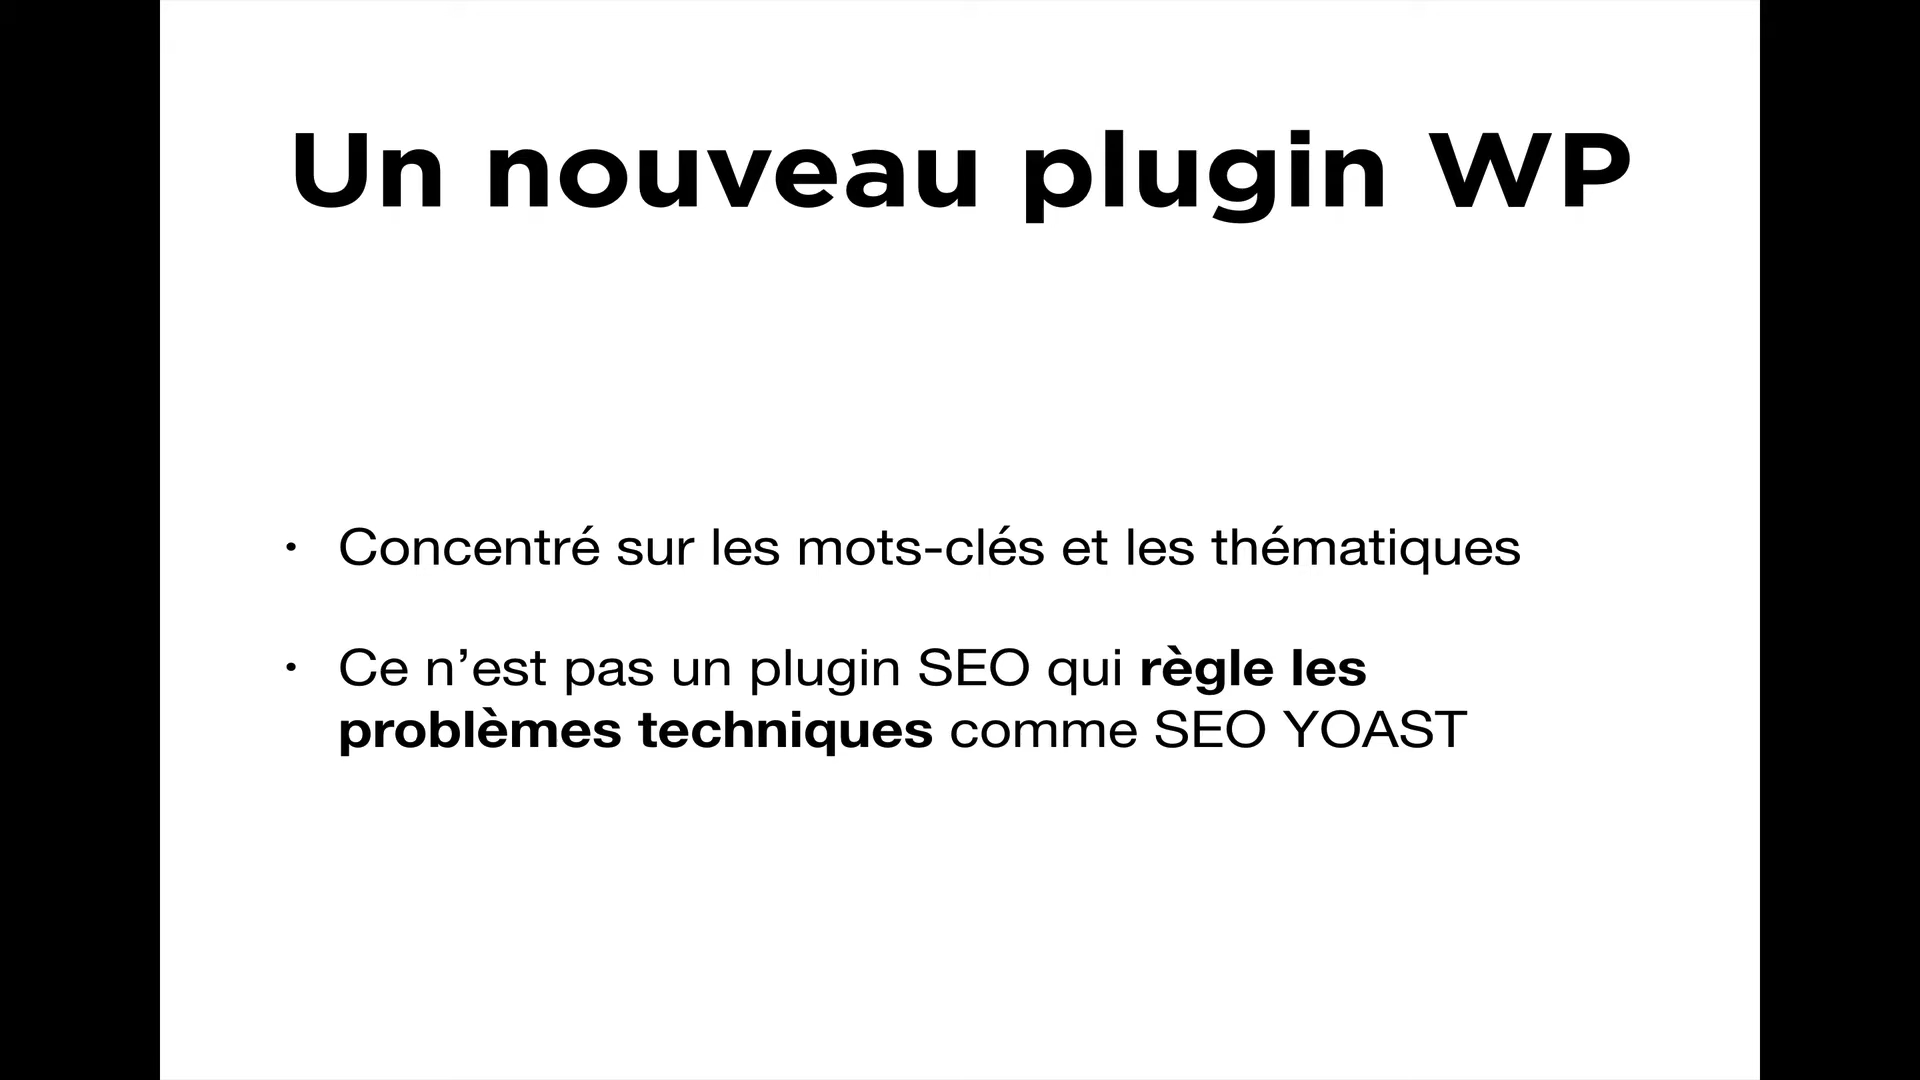 Un nouveau plugin WP
• Concentré sur les mots-clés et les thématiques
• Ce n’est pas un plugin SEO qui règle les
problèmes techniques comme SEO YOAST